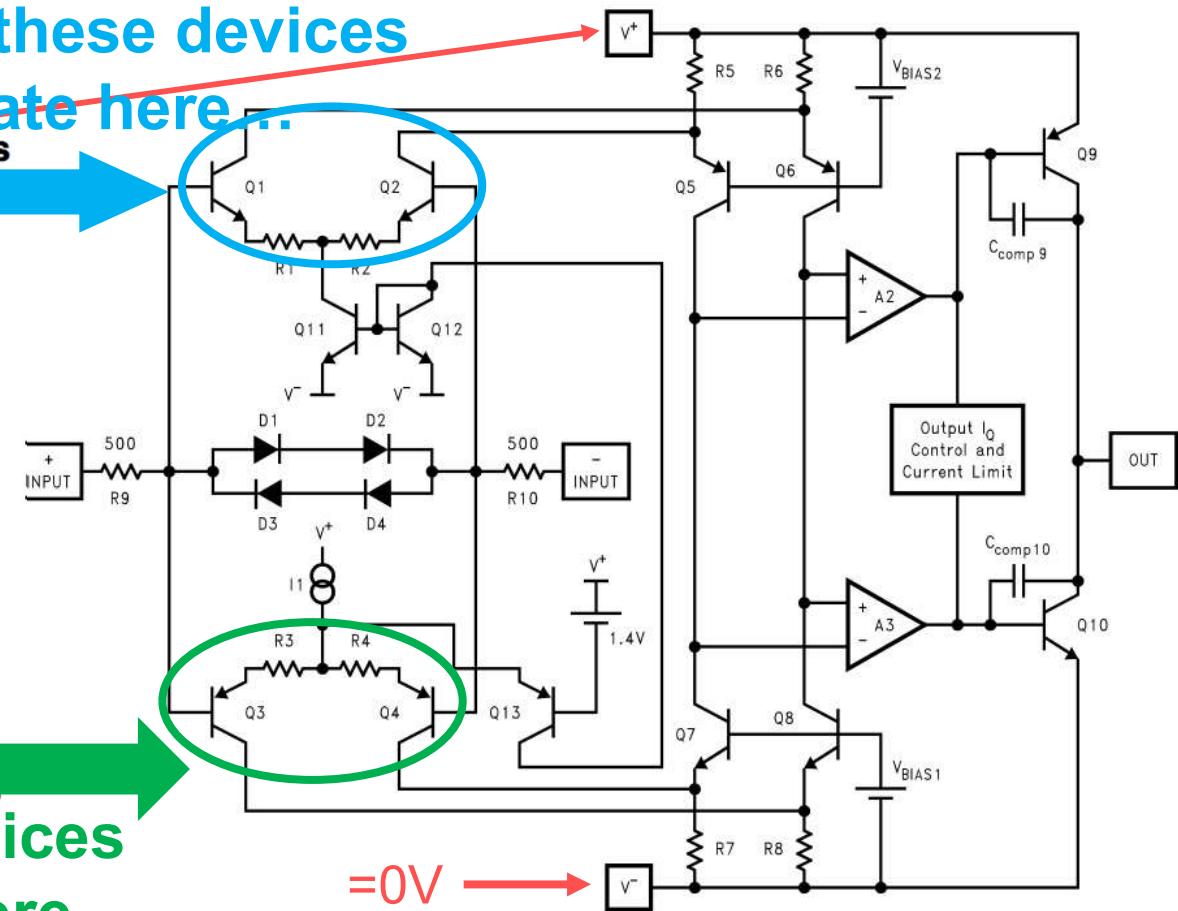 these devices
ate here…
s
V+
R5
R6
VBIAS2
Q1
Q2
Q5
Q6
Q9
R1
R2
Ccomp 9
+
A2
−
Q11
Q12
V−
V−
D1
D2
500
500
+
INPUT
−
INPUT
R9
R10
D3
D4
Output IQ
Control and
Current Limit
OUT
V+
I1
V+
1.4V
Ccomp10
R3
R4
+
A3
−
Q10
Q3
Q4
Q13
Q7
Q8
VBIAS1
ices
R7
R8
=0V
V−